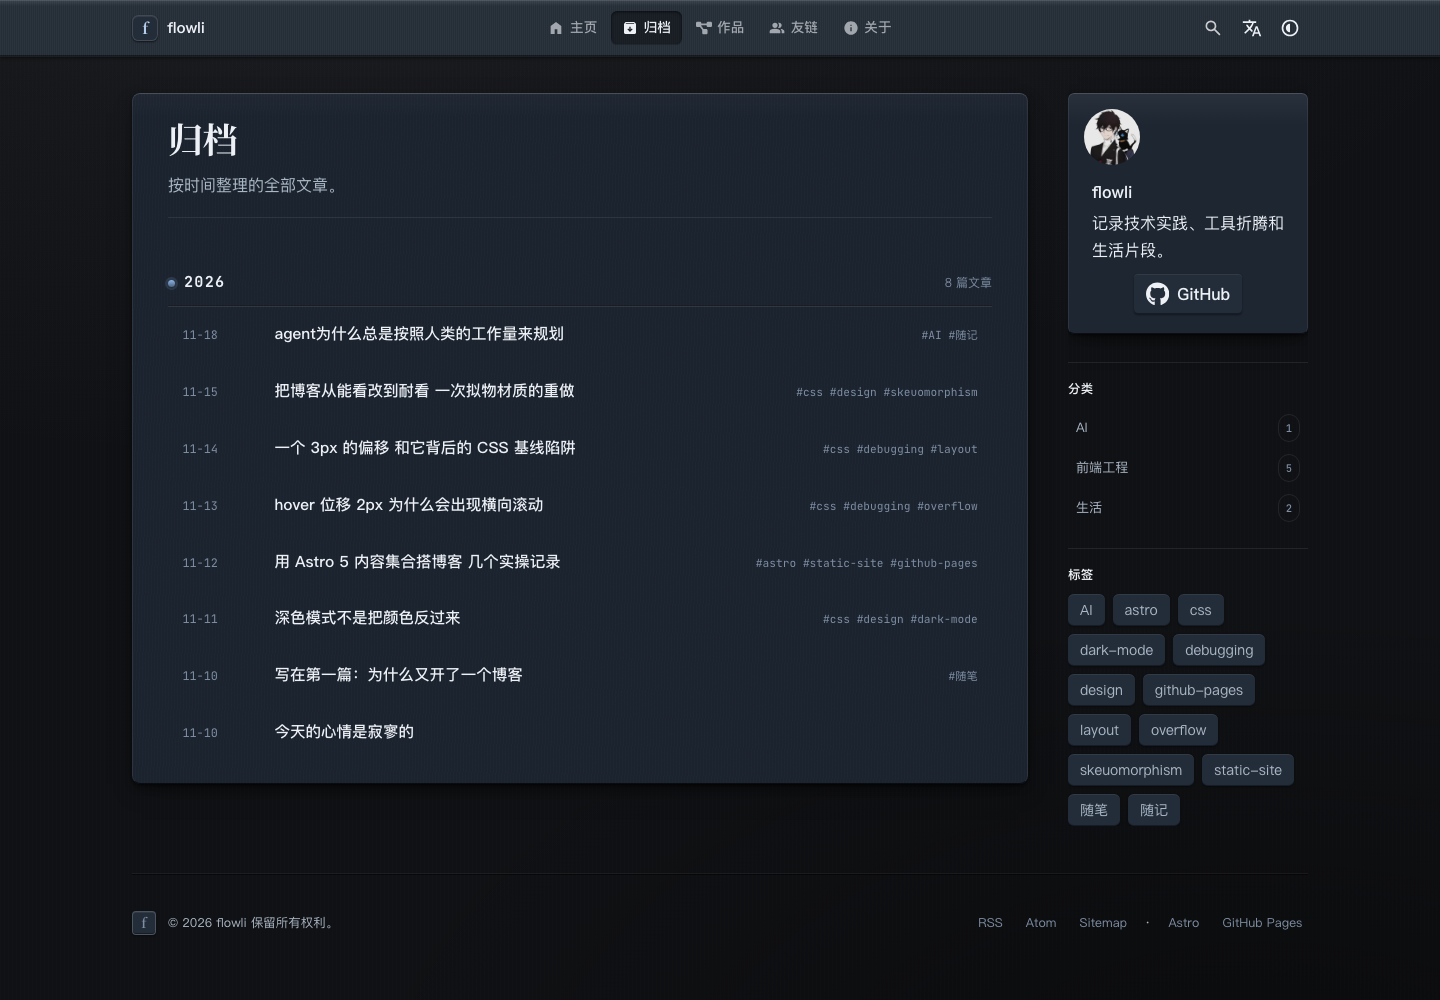 f flowli
主页 归档 作品 友链 关于
归档
按时间整理的全部文章。
2026 8 篇文章
11-18 agent为什么总是按照人类的工作量来规划 #AI #随记
11-15 把博客从能看改到耐看 一次拟物材质的重做 #css #design #skeuomorphism
11-14 一个 3px 的偏移 和它背后的 CSS 基线陷阱 #css #debugging #layout
11-13 hover 位移 2px 为什么会出现横向滚动 #css #debugging #overflow
11-12 用 Astro 5 内容集合搭博客 几个实操记录 #astro #static-site #github-pages
11-11 深色模式不是把颜色反过来 #css #design #dark-mode
11-10 写在第一篇：为什么又开了一个博客 #随笔
11-10 今天的心情是寂寥的
flowli
记录技术实践、工具折腾和
生活片段。
GitHub
分类
AI 1
前端工程 5
生活 2
标签
AI astro css
dark-mode debugging
design github-pages
layout overflow
skeuomorphism static-site
随笔 随记
f © 2026 flowli 保留所有权利。
RSS Atom Sitemap · Astro GitHub Pages